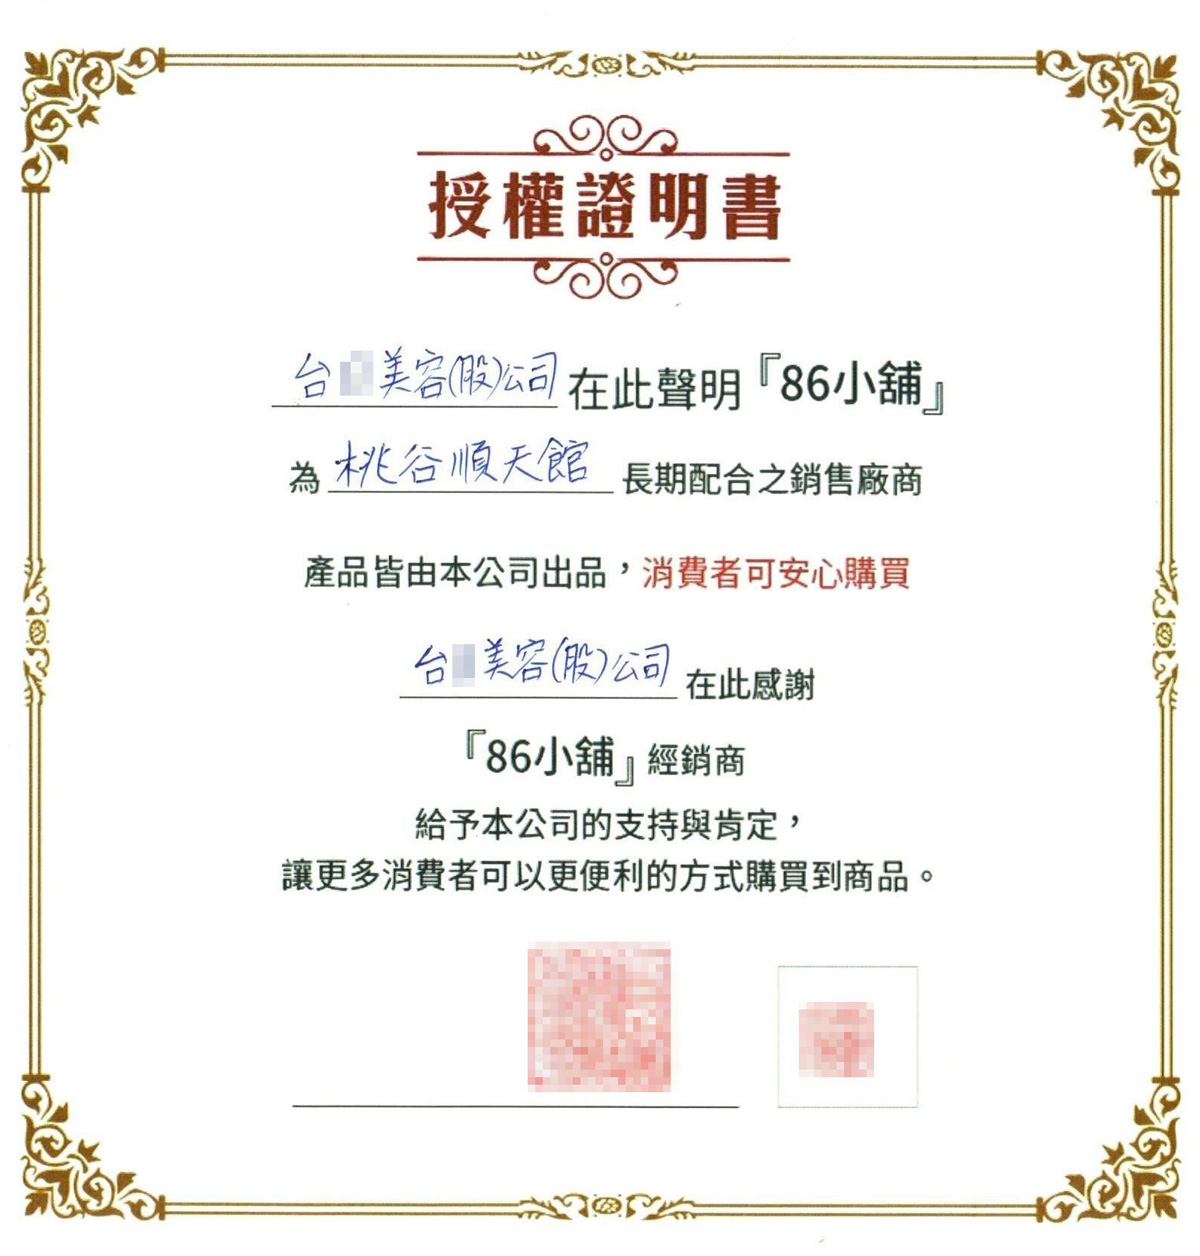 授權證明書
台 美容(股)公司 在此聲明『86小舖』
為 桃谷順天館 長期配合之銷售廠商
產品皆由本公司出品，消費者可安心購買
台 美容(股)公司 在此感謝
『86小舖』經銷商
給予本公司的支持與肯定，
讓更多消費者可以更便利的方式購買到商品。